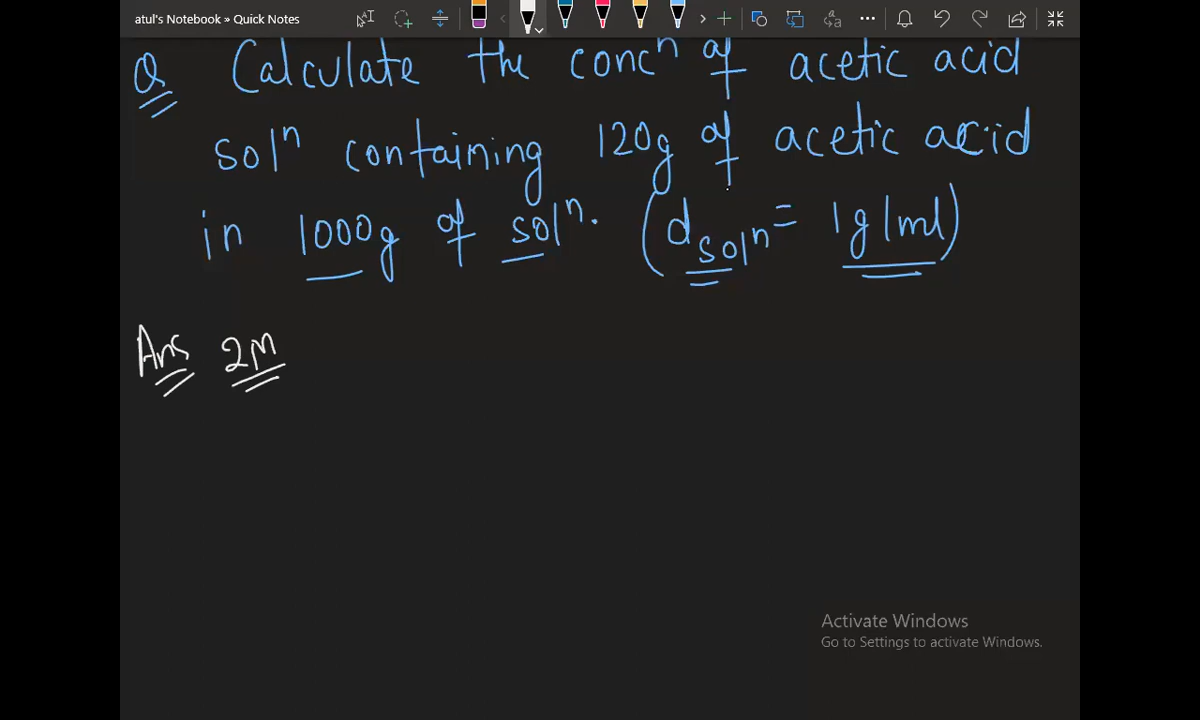 atul's Notebook » Quick Notes
Q Calculate the concⁿ of acetic acid
solⁿ containing 120g of acetic acid
in 1000g of solⁿ. (d solⁿ = 1g/ml)
Ans 2M
Activate Windows
Go to Settings to activate Windows.